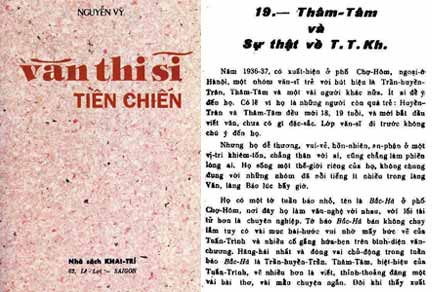 NGUYỄN VỸ
văn thi sĩ
TIỀN CHIẾN
Nhà sách KHAI-TRÍ
62, Lê-Lợi — SAIGON
19.— Thâm-Tâm
và
Sự thật về T.T.Kh.
Năm 1936-37, có xuất-hiện ở phố Chợ-Hôm, ngoại-ô
Hànội, một nhóm văn-sĩ trẻ với bút hiệu là Trần-huyền-
Trân, Thâm-Tâm và một vài người khác nữa. Ít ai để ý
đến họ. Có lẽ vì họ là những người còn quá trẻ : Huyền-
Trân và Thâm-Tâm đều mới 18, 19 tuổi, và mới bắt đầu
viết văn, chưa có gì đặc-sắc. Lớp văn-sĩ đi trước không
chú ý đến họ.
Nhưng họ dễ thương, vui-vẻ, hồn-nhiên, an-phận ở một
vị-trí khiêm-tốn, chẳng thân với ai, cũng chẳng làm phiền
lòng ai. Họ sống một thế-giới riêng của họ, không chung
đụng với những nhóm đã nổi tiếng ít nhiều trong làng
Văn, làng Báo lúc bấy giờ.
Họ có một tờ tuần báo nhỏ, tên là Bắc-Hà ở phố
Chợ-Hôm, nơi đây họ làm văn-nghệ với nhau, với lối tài
tử hơn là chuyên nghiệp. Tờ báo Bắc-Hà bán không chạy
lắm tuy có vài mục hài-hước vui nhờ mấy bức vẽ của
Tuấn-Trình và nhiều cố gắng hứa-hẹn trên bình-diện văn-
chương. Hăng-hái nhất và đóng vai chủ-động trong tuần
báo Bắc-Hà là Trần-huyền-Trân. Thâm-Tâm, biệt-hiệu của
Tuấn-Trình, vẽ nhiều hơn là viết, thỉnh-thoảng đăng một
vài bài thơ, vài mẩu chuyện ngắn. Đôi khi thấy xuất